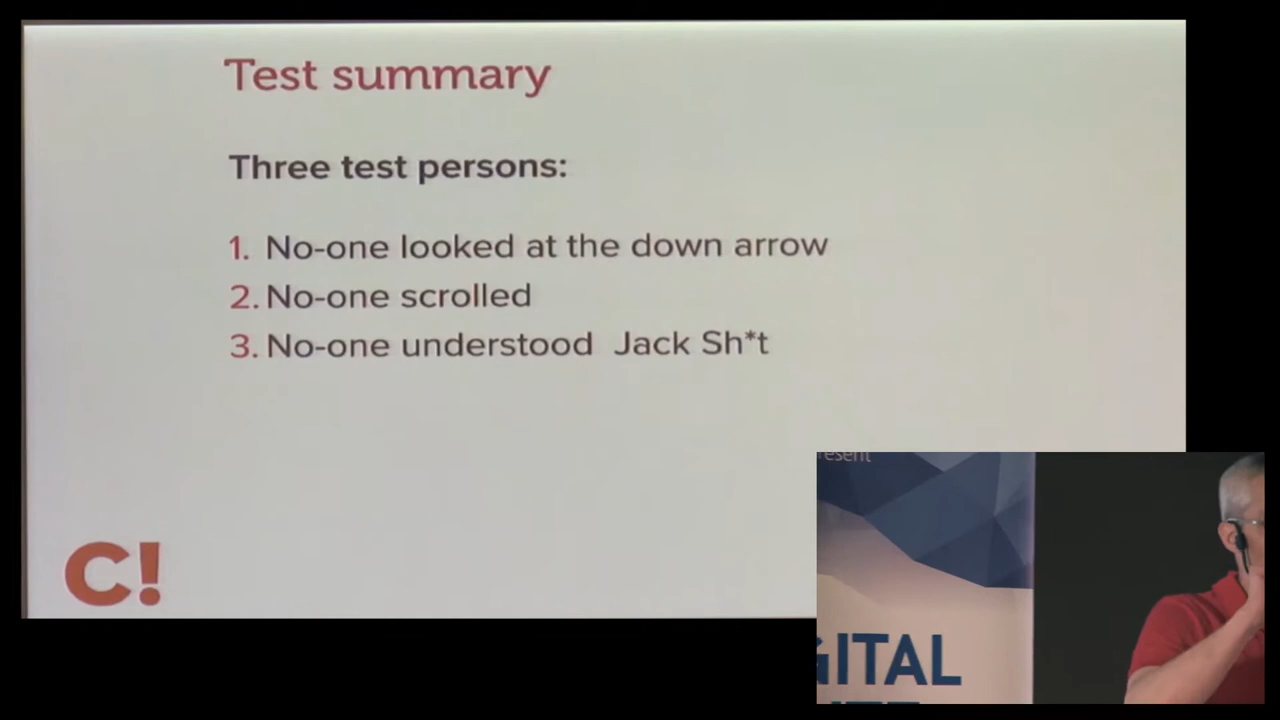 Test summary
Three test persons:
1. No-one looked at the down arrow
2. No-one scrolled
3. No-one understood  Jack Sh*t
C!
GITAL